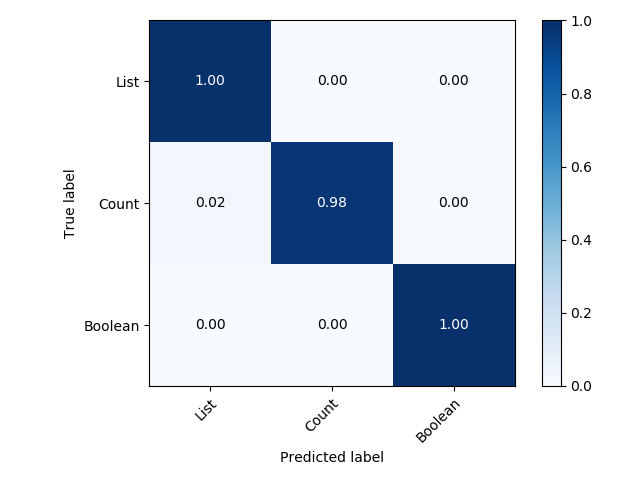 List 1.00 0.00 0.00
Count 0.02 0.98 0.00
Boolean 0.00 0.00 1.00
List Count Boolean
True label
Predicted label
1.0
0.8
0.6
0.4
0.2
0.0